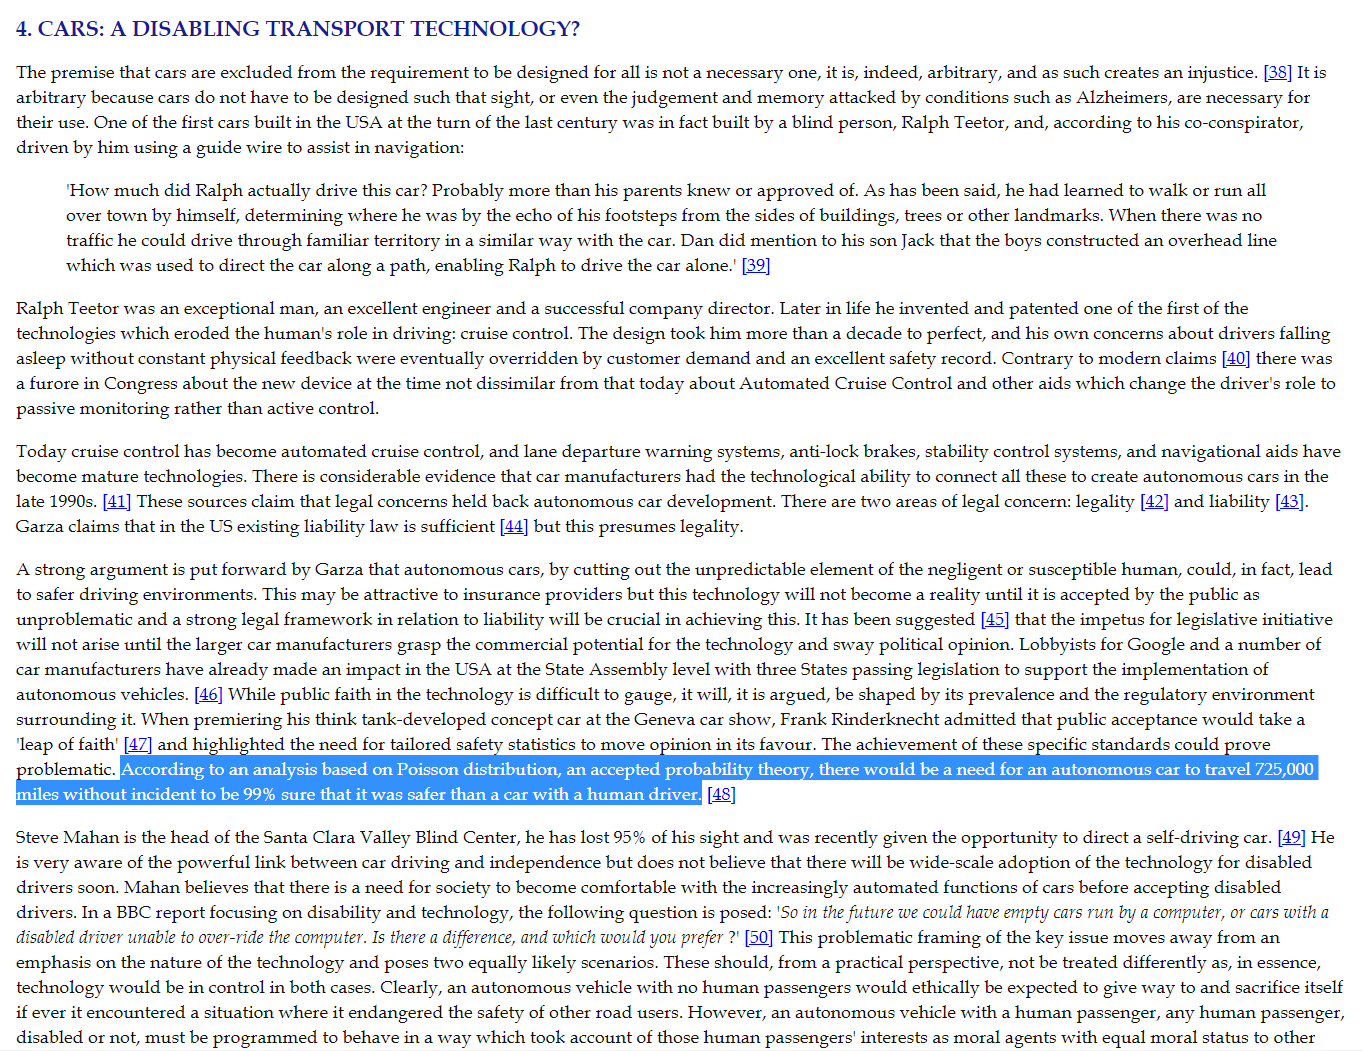 4. CARS: A DISABLING TRANSPORT TECHNOLOGY?
The premise that cars are excluded from the requirement to be designed for all is not a necessary one, it is, indeed, arbitrary, and as such creates an injustice. [38] It is
arbitrary because cars do not have to be designed such that sight, or even the judgement and memory attacked by conditions such as Alzheimers, are necessary for
their use. One of the first cars built in the USA at the turn of the last century was in fact built by a blind person, Ralph Teetor, and, according to his co-conspirator,
driven by him using a guide wire to assist in navigation:
'How much did Ralph actually drive this car? Probably more than his parents knew or approved of. As has been said, he had learned to walk or run all
over town by himself, determining where he was by the echo of his footsteps from the sides of buildings, trees or other landmarks. When there was no
traffic he could drive through familiar territory in a similar way with the car. Dan did mention to his son Jack that the boys constructed an overhead line
which was used to direct the car along a path, enabling Ralph to drive the car alone.' [39]
Ralph Teetor was an exceptional man, an excellent engineer and a successful company director. Later in life he invented and patented one of the first of the
technologies which eroded the human's role in driving: cruise control. The design took him more than a decade to perfect, and his own concerns about drivers falling
asleep without constant physical feedback were eventually overridden by customer demand and an excellent safety record. Contrary to modern claims [40] there was
a furore in Congress about the new device at the time not dissimilar from that today about Automated Cruise Control and other aids which change the driver's role to
passive monitoring rather than active control.
Today cruise control has become automated cruise control, and lane departure warning systems, anti-lock brakes, stability control systems, and navigational aids have
become mature technologies. There is considerable evidence that car manufacturers had the technological ability to connect all these to create autonomous cars in the
late 1990s. [41] These sources claim that legal concerns held back autonomous car development. There are two areas of legal concern: legality [42] and liability [43].
Garza claims that in the US existing liability law is sufficient [44] but this presumes legality.
A strong argument is put forward by Garza that autonomous cars, by cutting out the unpredictable element of the negligent or susceptible human, could, in fact, lead
to safer driving environments. This may be attractive to insurance providers but this technology will not become a reality until it is accepted by the public as
unproblematic and a strong legal framework in relation to liability will be crucial in achieving this. It has been suggested [45] that the impetus for legislative initiative
will not arise until the larger car manufacturers grasp the commercial potential for the technology and sway political opinion. Lobbyists for Google and a number of
car manufacturers have already made an impact in the USA at the State Assembly level with three States passing legislation to support the implementation of
autonomous vehicles. [46] While public faith in the technology is difficult to gauge, it will, it is argued, be shaped by its prevalence and the regulatory environment
surrounding it. When premiering his think tank-developed concept car at the Geneva car show, Frank Rinderknecht admitted that public acceptance would take a
'leap of faith' [47] and highlighted the need for tailored safety statistics to move opinion in its favour. The achievement of these specific standards could prove
problematic. According to an analysis based on Poisson distribution, an accepted probability theory, there would be a need for an autonomous car to travel 725,000
miles without incident to be 99% sure that it was safer than a car with a human driver. [48]
Steve Mahan is the head of the Santa Clara Valley Blind Center, he has lost 95% of his sight and was recently given the opportunity to direct a self-driving car. [49] He
is very aware of the powerful link between car driving and independence but does not believe that there will be wide-scale adoption of the technology for disabled
drivers soon. Mahan believes that there is a need for society to become comfortable with the increasingly automated functions of cars before accepting disabled
drivers. In a BBC report focusing on disability and technology, the following question is posed: 'So in the future we could have empty cars run by a computer, or cars with a
disabled driver unable to over-ride the computer. Is there a difference, and which would you prefer ?' [50] This problematic framing of the key issue moves away from an
emphasis on the nature of the technology and poses two equally likely scenarios. These should, from a practical perspective, not be treated differently as, in essence,
technology would be in control in both cases. Clearly, an autonomous vehicle with no human passengers would ethically be expected to give way to and sacrifice itself
if ever it encountered a situation where it endangered the safety of other road users. However, an autonomous vehicle with a human passenger, any human passenger,
disabled or not, must be programmed to behave in a way which took account of those human passengers' interests as moral agents with equal moral status to other